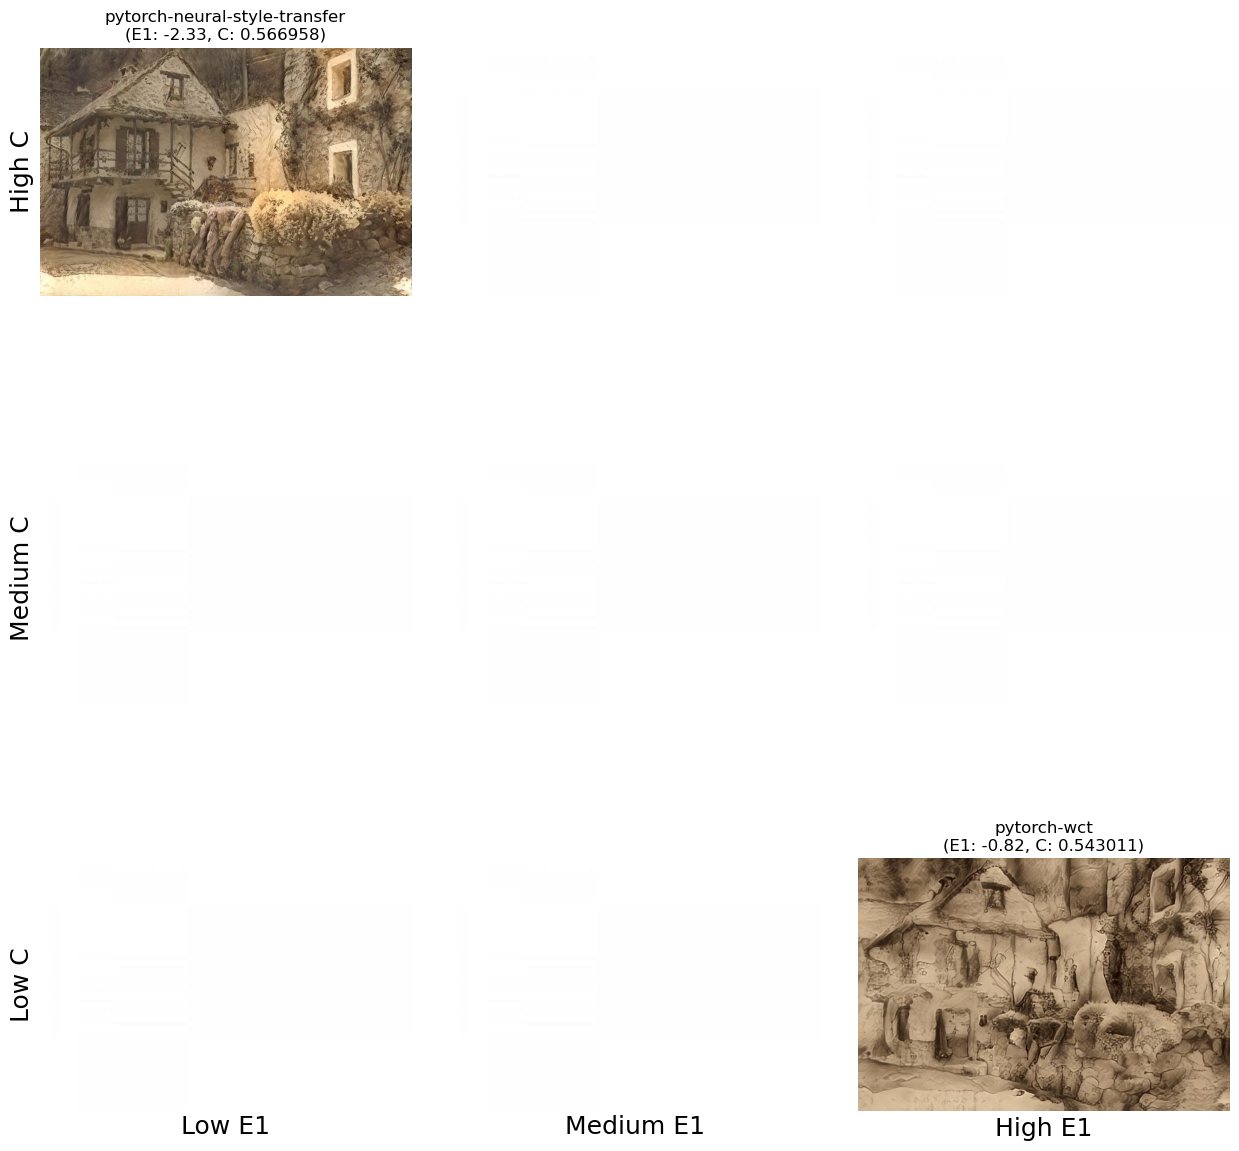 pytorch-neural-style-transfer
(E1: -2.33, C: 0.566958)
High C
Medium C
pytorch-wct
(E1: -0.82, C: 0.543011)
Low C
Low E1
Medium E1
High E1